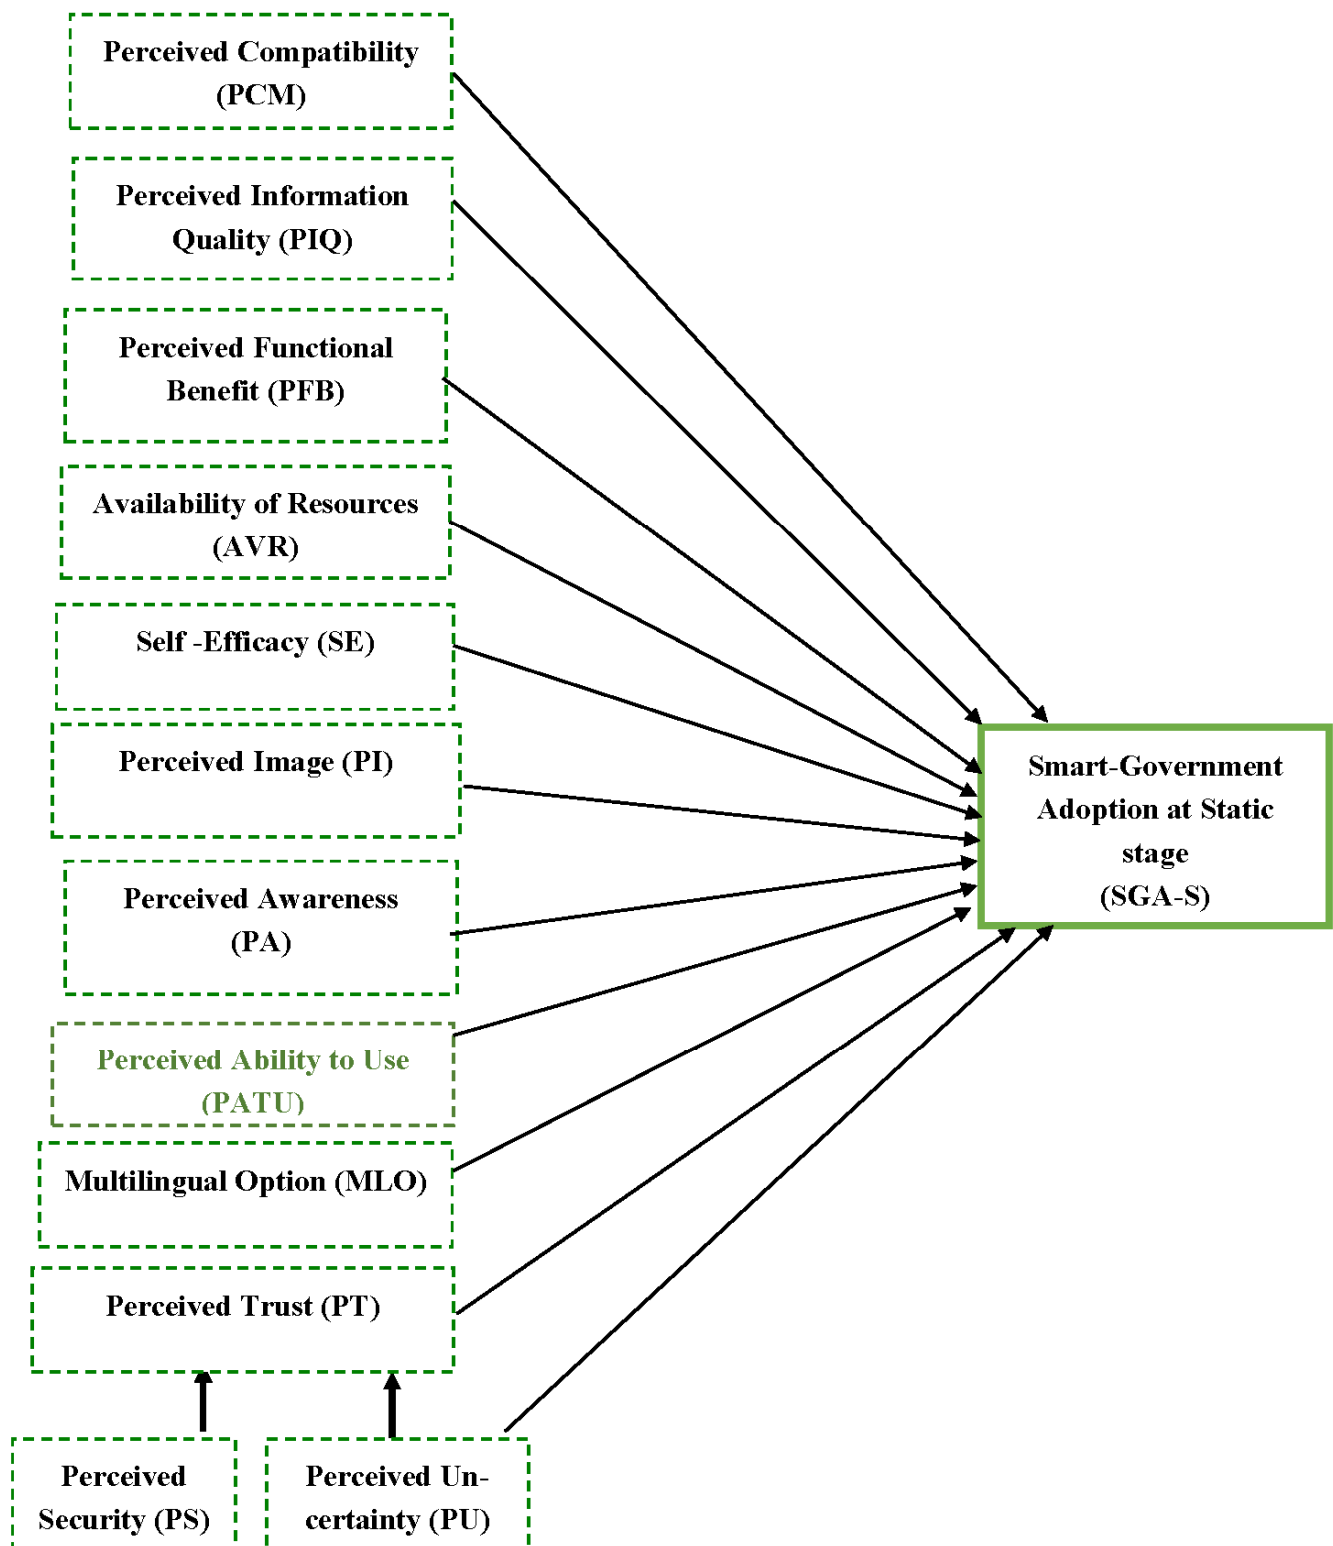 Perceived Compatibility
(PCM)
Perceived Information
Quality (PIQ)
Perceived Functional
Benefit (PFB)
Availability of Resources
(AVR)
Self -Efficacy (SE)
Perceived Image (PI)
Perceived Awareness
(PA)
Perceived Ability to Use
(PATU)
Multilingual Option (MLO)
Perceived Trust (PT)
Perceived
Security (PS)
Perceived Un-
certainty (PU)
Smart-Government
Adoption at Static
stage
(SGA-S)